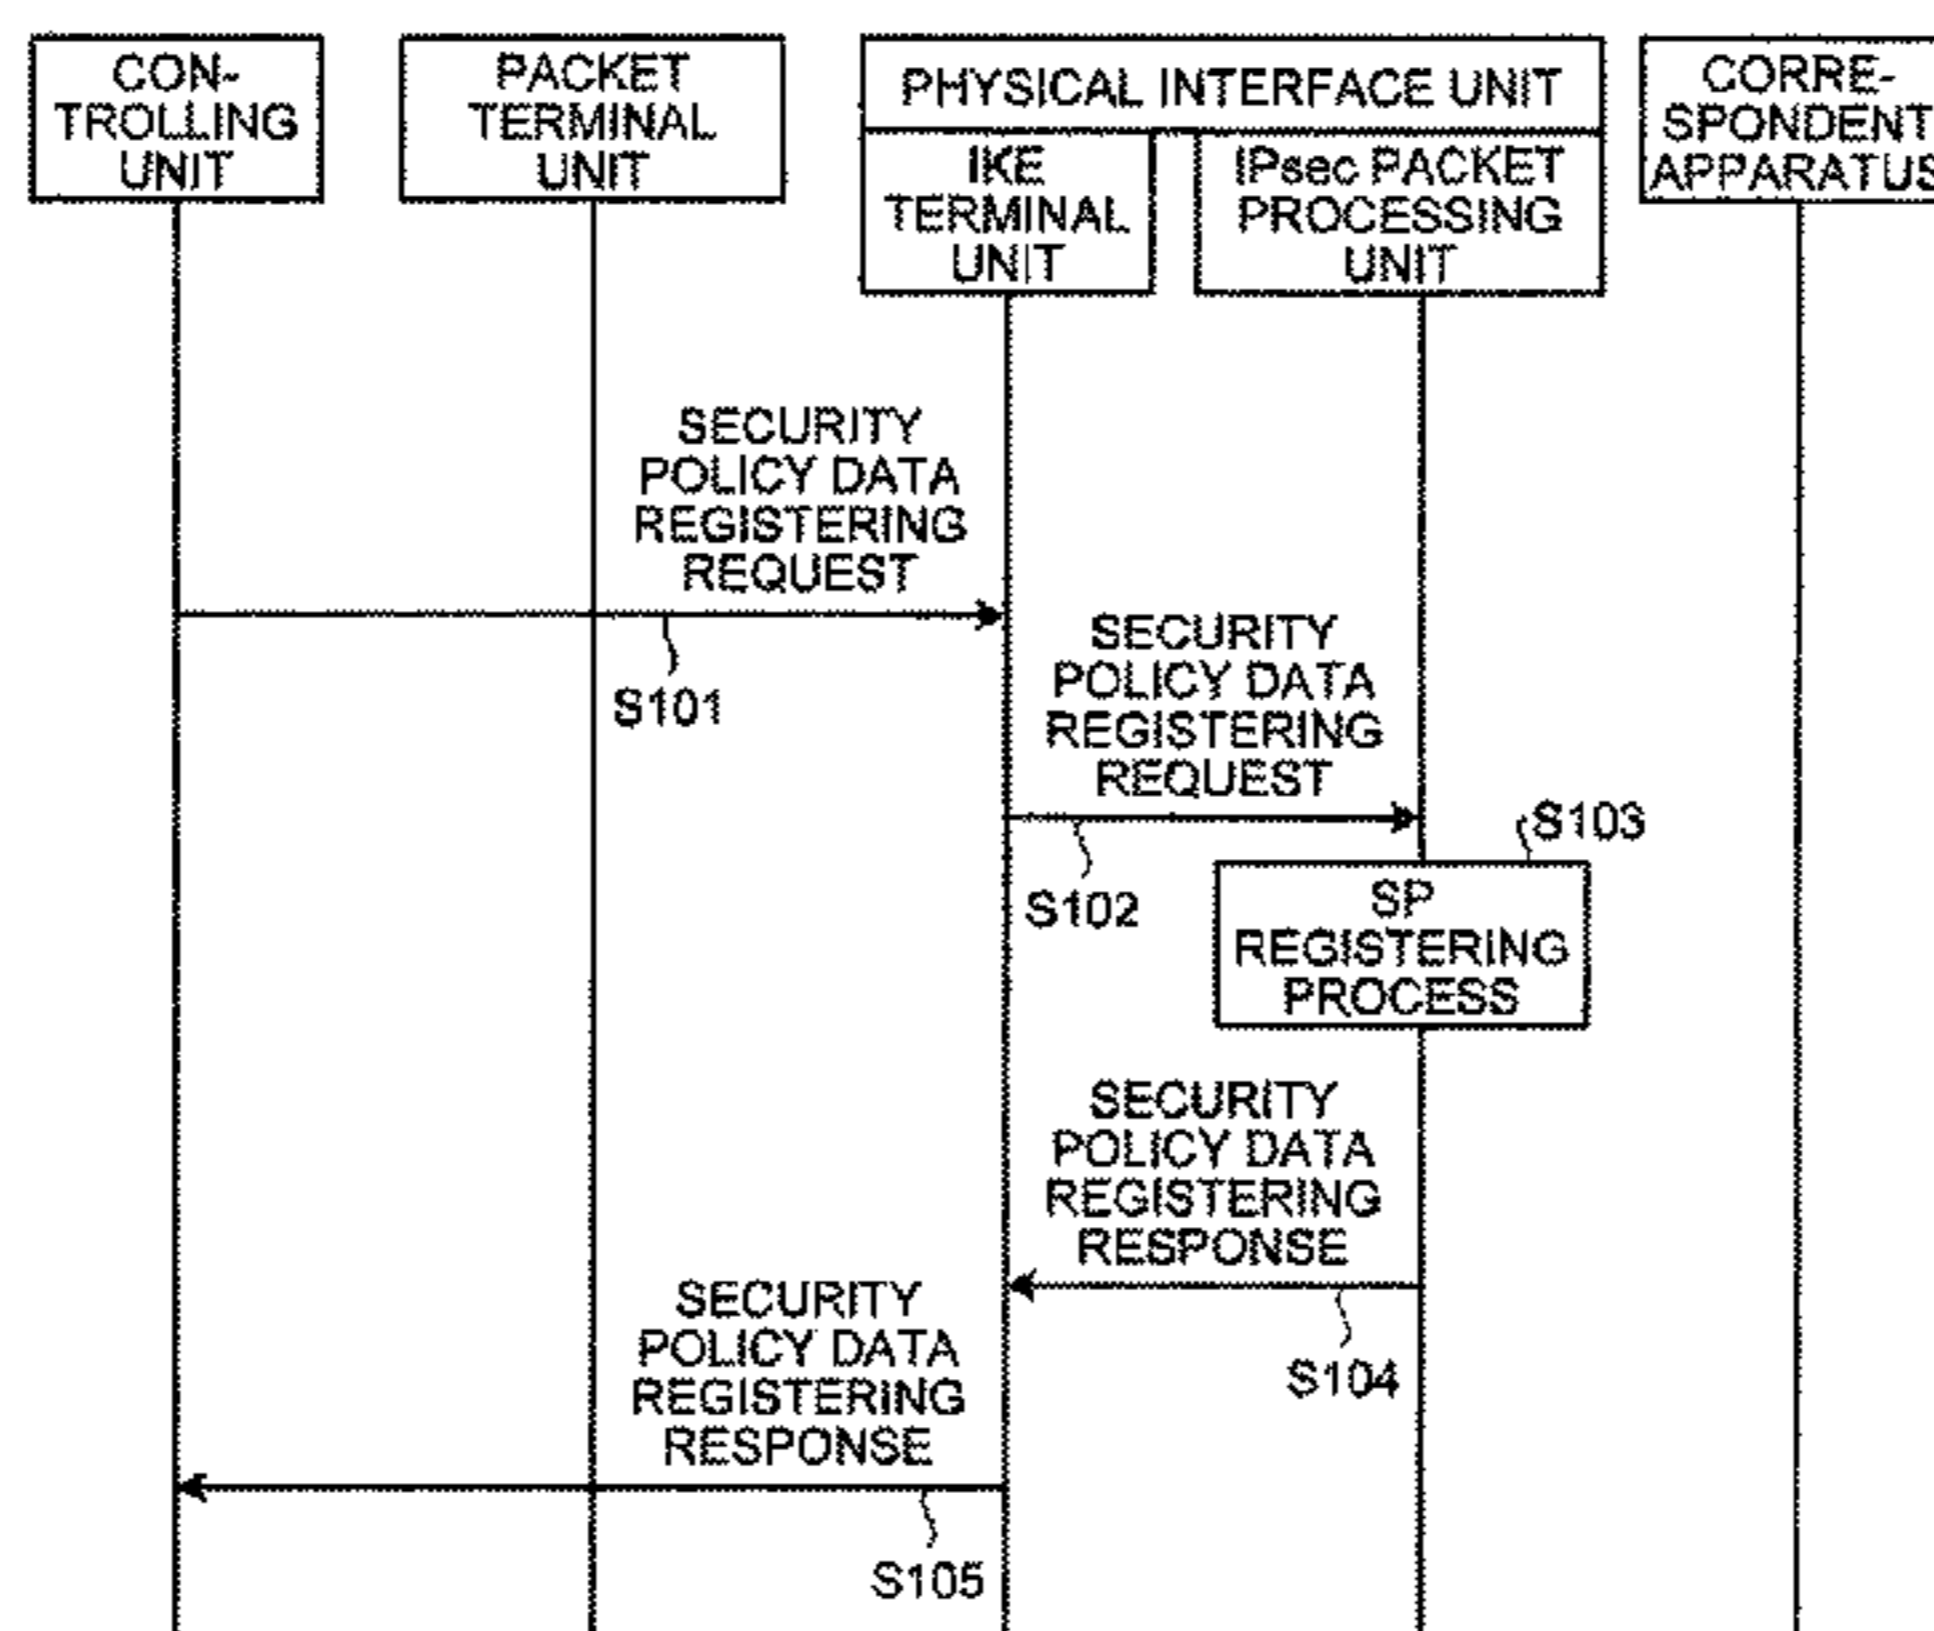 CON-
TROLLING
UNIT
PACKET
TERMINAL
UNIT
PHYSICAL INTERFACE UNIT
IKE
TERMINAL
UNIT
IPsec PACKET
PROCESSING
UNIT
CORRE-
SPONDENT
APPARATUS
SECURITY
POLICY DATA
REGISTERING
REQUEST
S101
SECURITY
POLICY DATA
REGISTERING
REQUEST
S102
S103
SP
REGISTERING
PROCESS
SECURITY
POLICY DATA
REGISTERING
RESPONSE
S104
SECURITY
POLICY DATA
REGISTERING
RESPONSE
S105